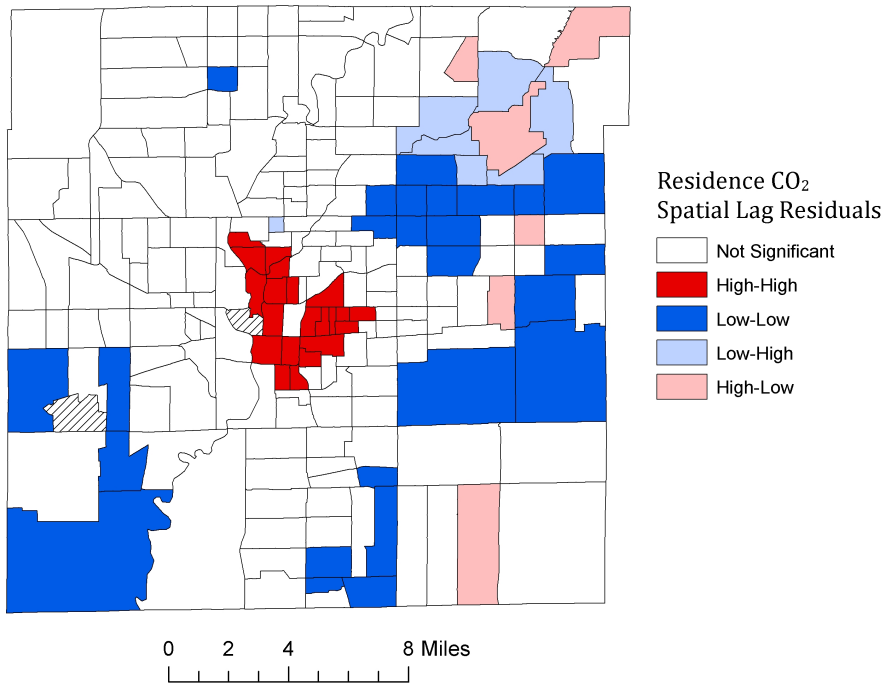 Residence CO₂
Spatial Lag Residuals
Not Significant
High-High
Low-Low
Low-High
High-Low
0 2 4 8 Miles